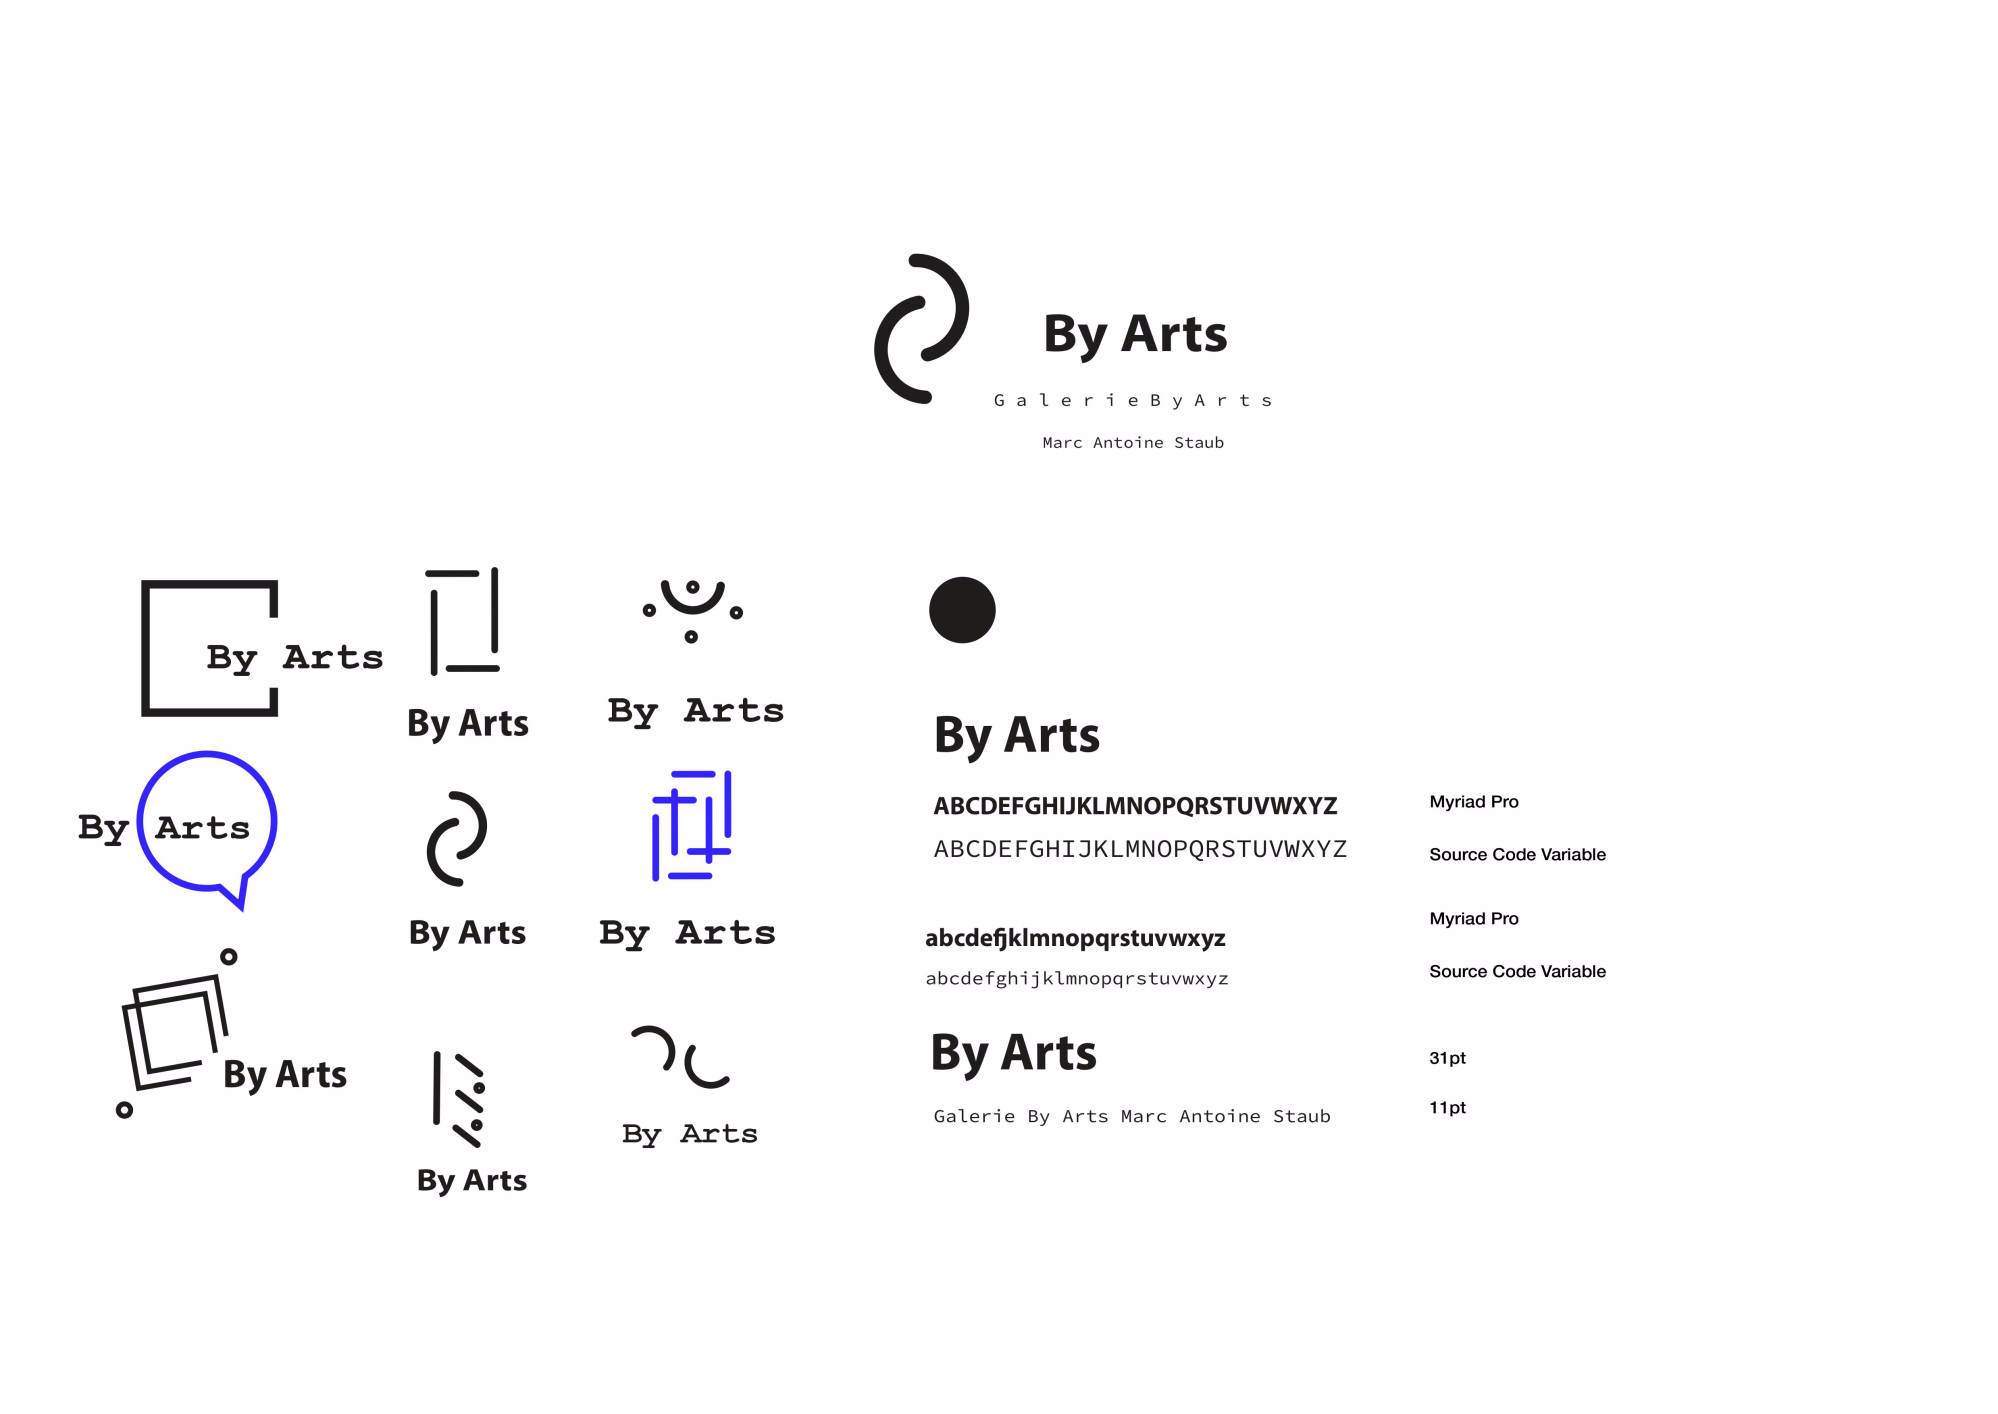 By Arts
G a l e r i e B y A r t s
Marc Antoine Staub
By Arts
By Arts
By Arts
By Arts
By Arts
By Arts
By Arts
By Arts
By Arts
By Arts
ABCDEFGHIJKLMNOPQRSTUVWXYZ
Myriad Pro
ABCDEFGHIJKLMNOPQRSTUVWXYZ
Source Code Variable
abcdefjklmnopqrstuvwxyz
Myriad Pro
abcdefghijklmnopqrstuvwxyz
Source Code Variable
By Arts
31pt
Galerie By Arts Marc Antoine Staub
11pt